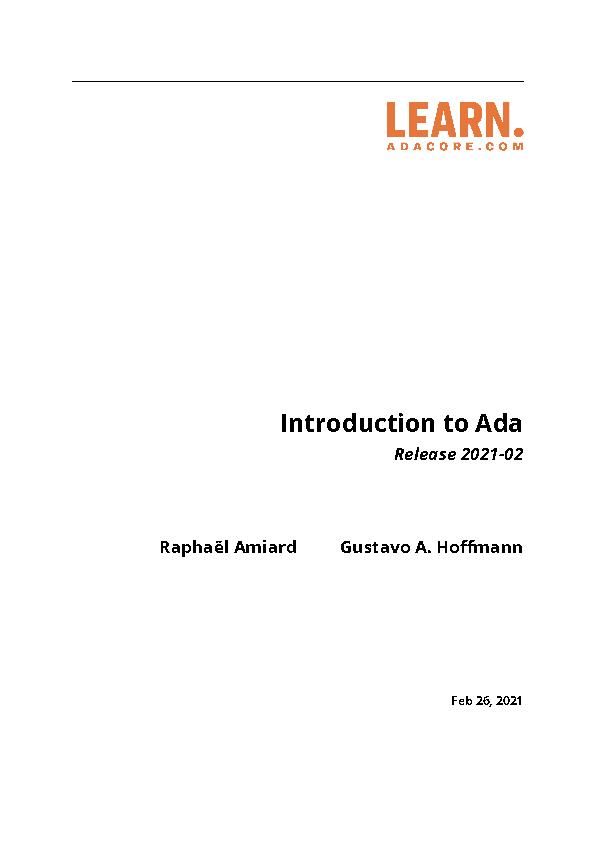 LEARN.
ADACORE.COM
Introduction to Ada
Release 2021-02
Raphaël Amiard Gustavo A. Hoffmann
Feb 26, 2021